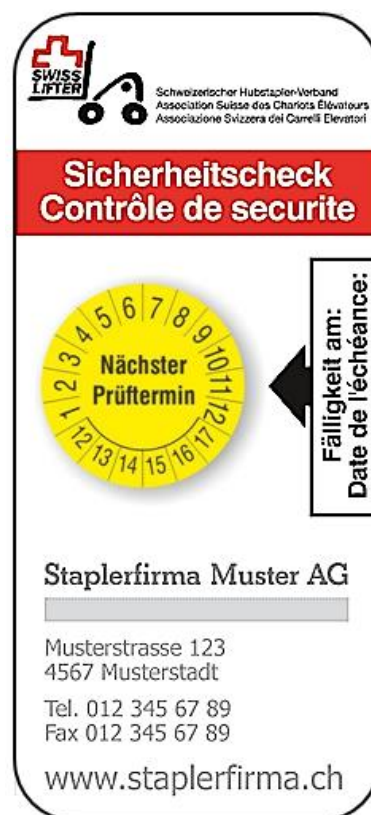 SWISS
LIFTER
Schweizerischer Hubstapler-Verband
Association Suisse des Chariots Élévateurs
Associazione Svizzera dei Carrelli Elevatori
Sicherheitscheck
Contrôle de securite
1 2 3 4 5 6 7 8 9 10 11 12
Nächster
Prüftermin
12 13 14 15 16 17
Fälligkeit am:
Date de l'échéance:
Staplerfirma Muster AG
Musterstrasse 123
4567 Musterstadt
Tel. 012 345 67 89
Fax 012 345 67 89
www.staplerfirma.ch